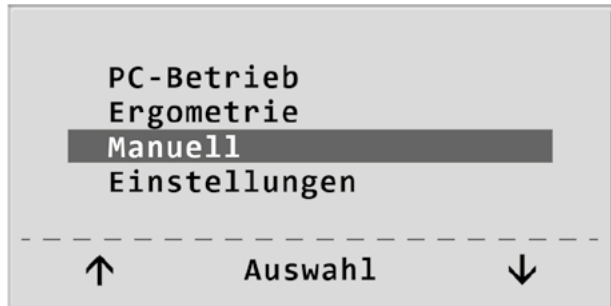 PC-Betrieb
Ergometrie
Manuell
Einstellungen
↑ Auswahl ↓